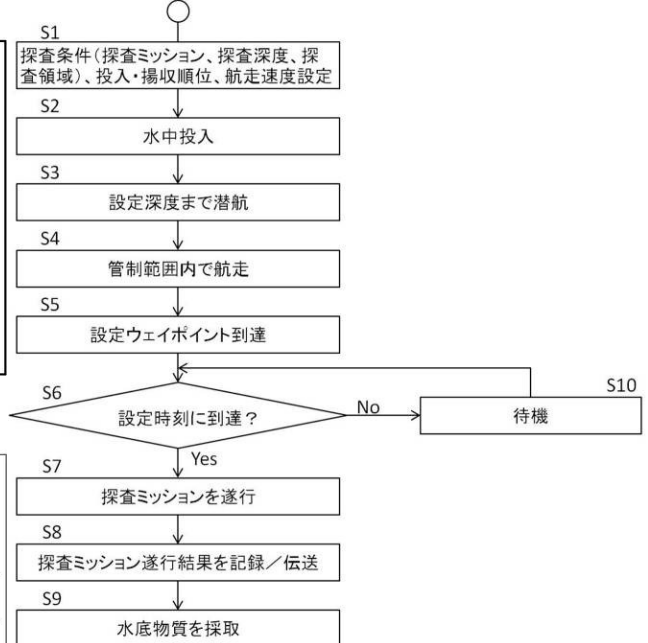 S1
探査条件(探査ミッション、探査深度、探
査領域)、投入・揚収順位、航走速度設定
S2
水中投入
S3
設定深度まで潜航
S4
管制範囲内で航走
S5
設定ウェイポイント到達
S6
設定時刻に到達？
No
S10
待機
Yes
S7
探査ミッションを遂行
S8
探査ミッション遂行結果を記録／伝送
S9
水底物質を採取